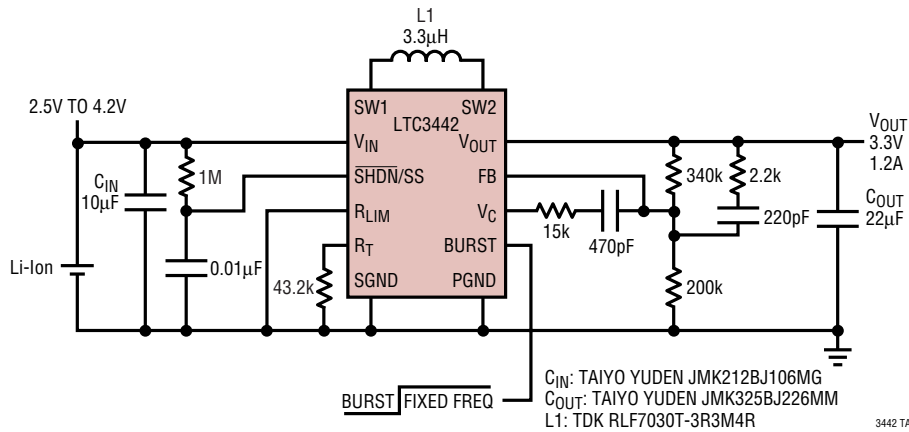 L1
3.3µH
2.5V TO 4.2V
SW1 SW2
LTC3442
VIN VOUT
VOUT
3.3V
1.2A
CIN
10µF
1M
SHDN/SS FB
340k
2.2k
RLIM VC
15k
470pF
220pF
COUT
22µF
Li-Ion
0.01µF
RT BURST
43.2k
SGND PGND
200k
BURST FIXED FREQ
CIN: TAIYO YUDEN JMK212BJ106MG
COUT: TAIYO YUDEN JMK325BJ226MM
L1: TDK RLF7030T-3R3M4R
3442 TA